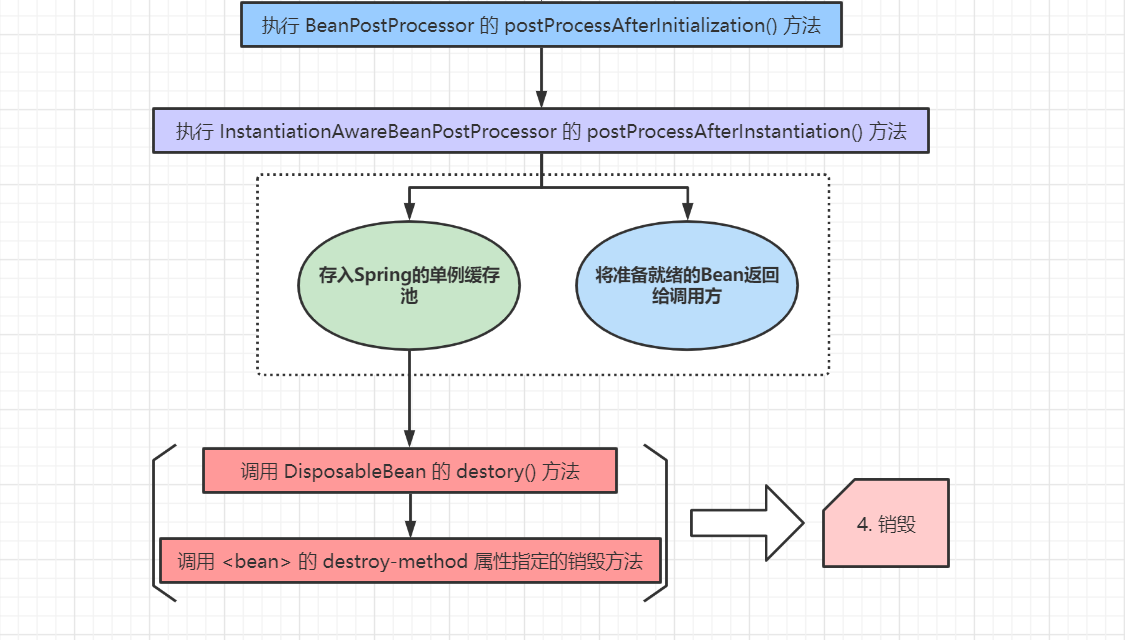 执行 BeanPostProcessor 的 postProcessAfterInitialization() 方法
执行 InstantiationAwareBeanPostProcessor 的 postProcessAfterInstantiation() 方法
存入Spring的单例缓存
池
将准备就绪的Bean返回
给调用方
调用 DisposableBean 的 destory() 方法
调用 <bean> 的 destroy-method 属性指定的销毁方法
4. 销毁